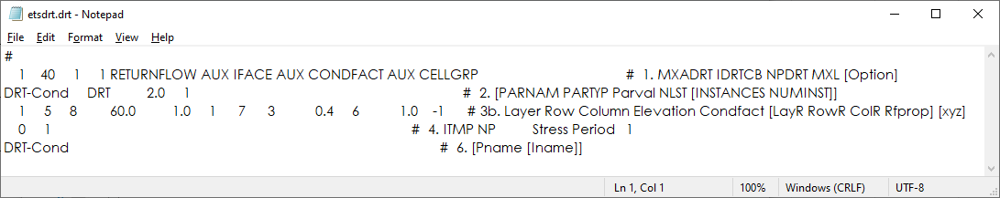 etsdrt.drt - Notepad
File Edit Format View Help
#
1 40 1 1 RETURNFLOW AUX IFACE AUX CONDFACT AUX CELLGRP # 1. MXADRT IDRTCB NPDRT MXL [Option]
DRT-Cond DRT 2.0 1 # 2. [PARNAM PARTYP Parval NLST [INSTANCES NUMINST]]
1 5 8 60.0 1.0 1 7 3 0.4 6 1.0 -1 # 3b. Layer Row Column Elevation Condfact [LayR RowR ColR Rfprop] [xyz]
0 1 # 4. ITMP NP Stress Period 1
DRT-Cond # 6. [Pname [Iname]]
Ln 1, Col 1 100% Windows (CRLF) UTF-8